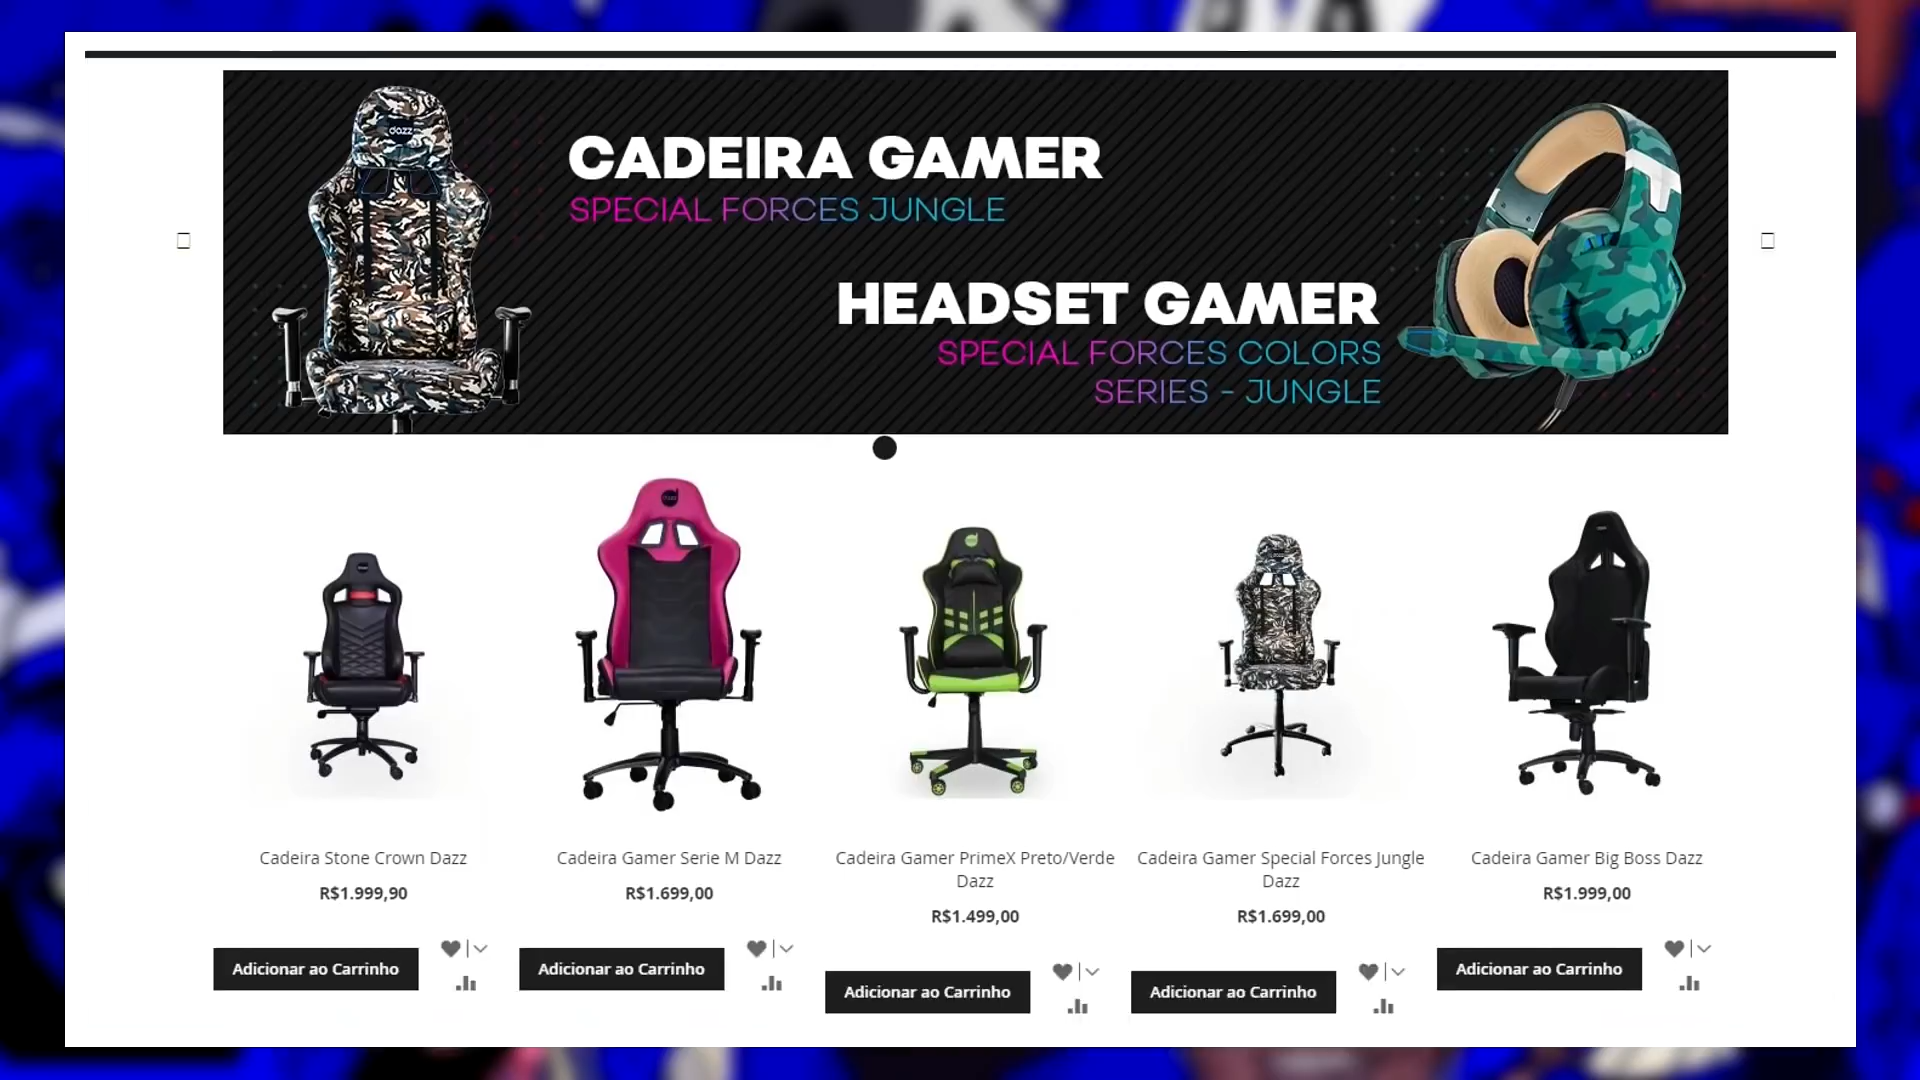 dazz
CADEIRA GAMER
SPECIAL FORCES JUNGLE
HEADSET GAMER
SPECIAL FORCES COLORS
SERIES - JUNGLE
Cadeira Stone Crown Dazz
R$1.999,90
Adicionar ao Carrinho
Cadeira Gamer Serie M Dazz
R$1.699,00
Adicionar ao Carrinho
Cadeira Gamer PrimeX Preto/Verde
Dazz
R$1.499,00
Adicionar ao Carrinho
Cadeira Gamer Special Forces Jungle
Dazz
R$1.699,00
Adicionar ao Carrinho
Cadeira Gamer Big Boss Dazz
R$1.999,00
Adicionar ao Carrinho